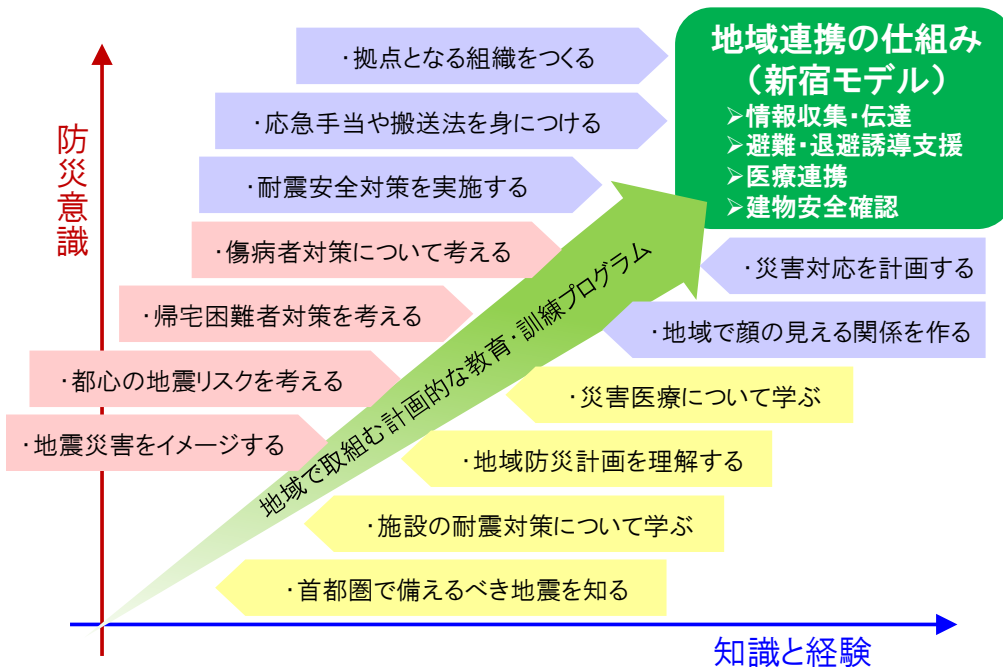 地域連携の仕組み
（新宿モデル）
➢情報収集・伝達
➢避難・退避誘導支援
➢医療連携
➢建物安全確認
防災意識
・拠点となる組織をつくる
・応急手当や搬送法を身につける
・耐震安全対策を実施する
・傷病者対策について考える
・帰宅困難者対策を考える
・都心の地震リスクを考える
・地震災害をイメージする
地域で取組む計画的な教育・訓練プログラム
・災害対応を計画する
・地域で顔の見える関係を作る
・災害医療について学ぶ
・地域防災計画を理解する
・施設の耐震対策について学ぶ
・首都圏で備えるべき地震を知る
知識と経験